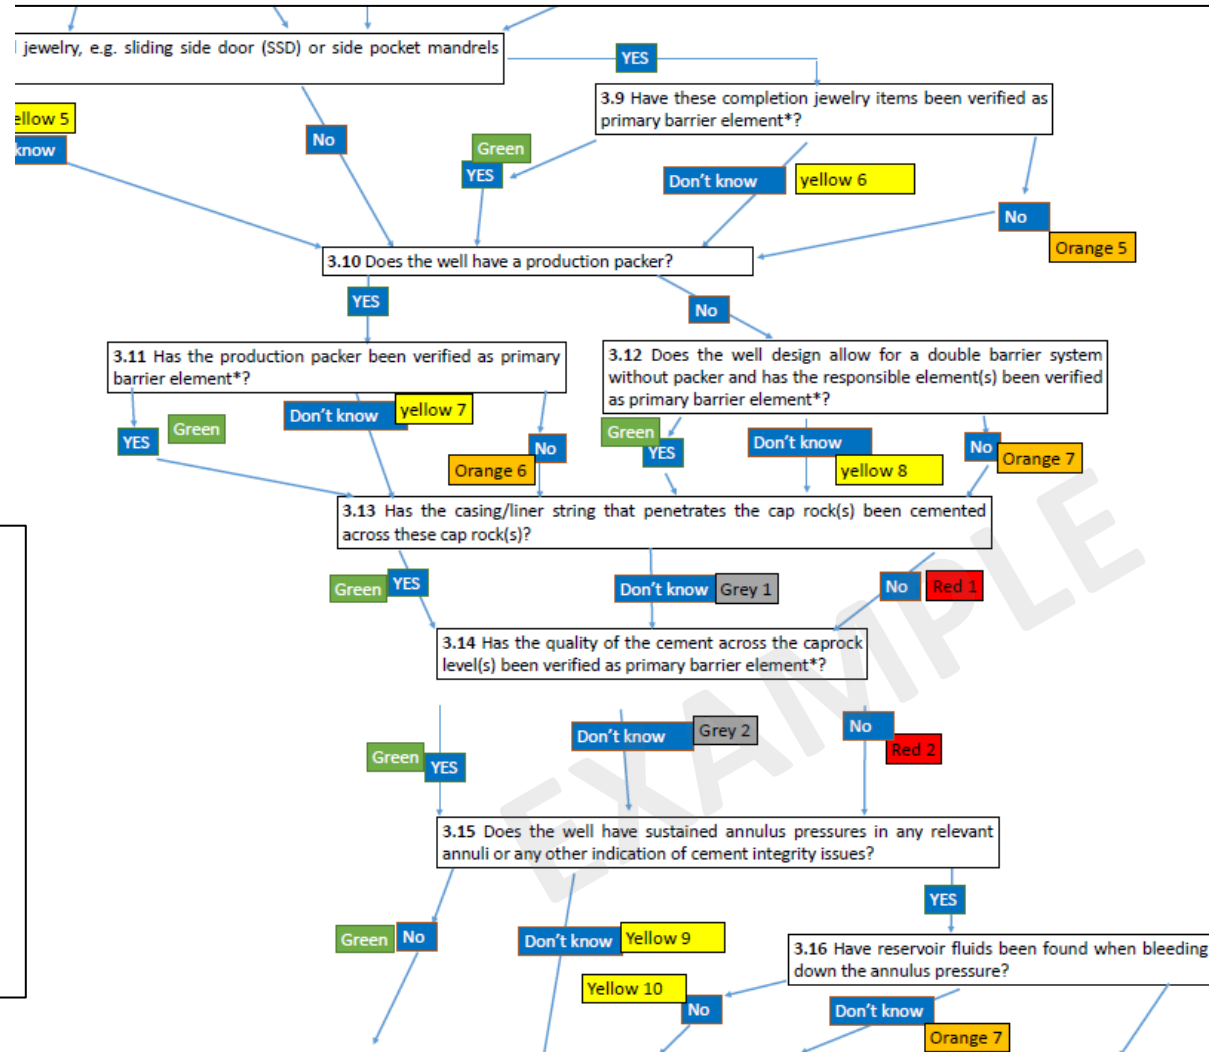 jewelry, e.g. sliding side door (SSD) or side pocket mandrels
YES
3.9 Have these completion jewelry items been verified as
primary barrier element*?
ellow 5
know
No
Green
YES
Don't know
yellow 6
No
Orange 5
3.10 Does the well have a production packer?
YES
No
3.11 Has the production packer been verified as primary
barrier element*?
3.12 Does the well design allow for a double barrier system
without packer and has the responsible element(s) been verified
as primary barrier element*?
YES
Green
Don't know
yellow 7
No
Orange 6
Green
YES
Don't know
yellow 8
No
Orange 7
3.13 Has the casing/liner string that penetrates the cap rock(s) been cemented
across these cap rock(s)?
Green
YES
Don't know
Grey 1
No
Red 1
3.14 Has the quality of the cement across the caprock
level(s) been verified as primary barrier element*?
Green
YES
Don't know
Grey 2
No
Red 2
EXAMPLE
3.15 Does the well have sustained annulus pressures in any relevant
annuli or any other indication of cement integrity issues?
Green
No
Don't know
Yellow 9
YES
3.16 Have reservoir fluids been found when bleeding
down the annulus pressure?
Yellow 10
No
Don't know
Orange 7